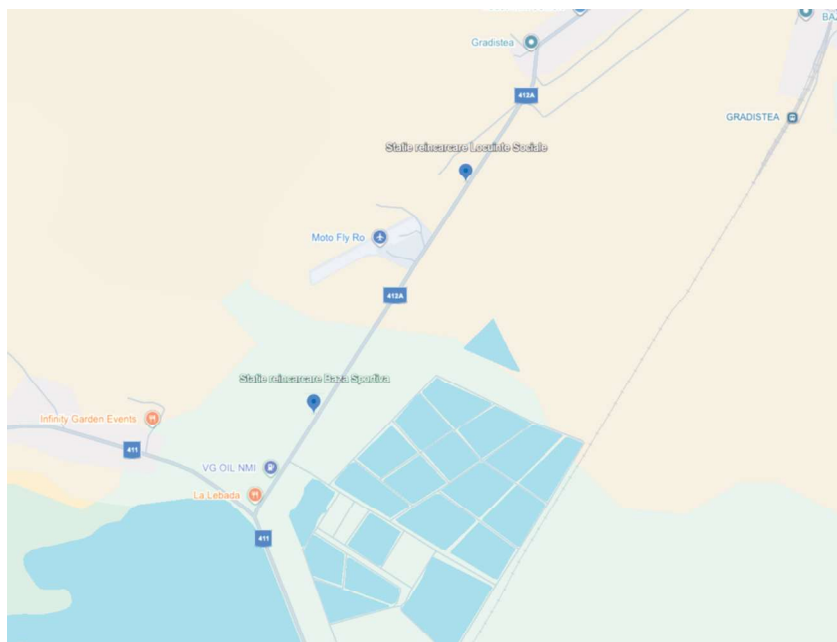 BAZ
Gradistea
412A
GRADISTEA
Statie reincarcare Locuinte Sociale
Moto Fly Ro
412A
Statie reincarcare Baza Sportiva
Infinity Garden Events
411
VG OIL NMI
La Lebada
411